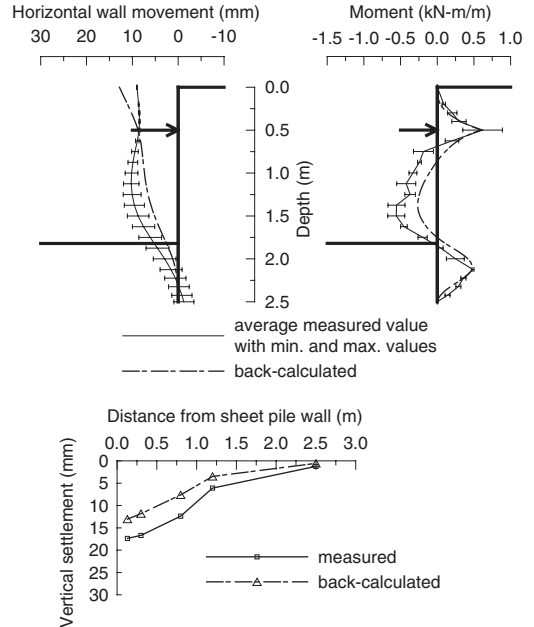 Horizontal wall movement (mm)
30 20 10 0 -10
Moment (kN-m/m)
-1.5 -1.0 -0.5 0.0 0.5 1.0
Depth (m)
0.0
0.5
1.0
1.5
2.0
2.5
average measured value
with min. and max. values
back-calculated
Distance from sheet pile wall (m)
0.0 0.5 1.0 1.5 2.0 2.5 3.0
Vertical settlement (mm)
0
5
10
15
20
25
30
measured
back-calculated